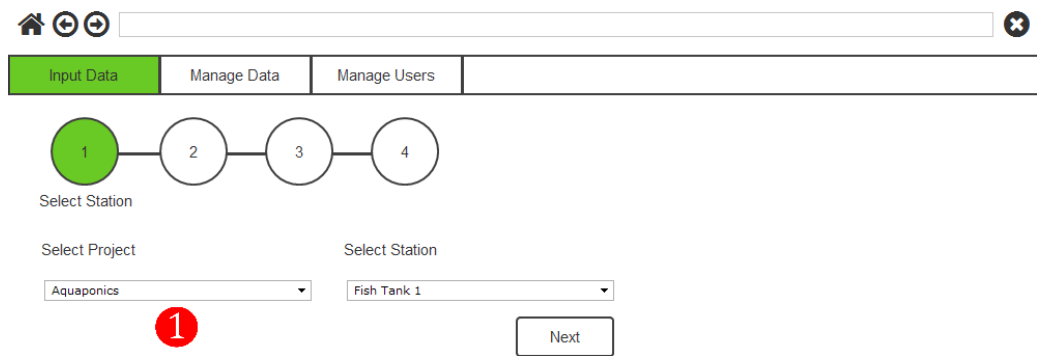 Input Data Manage Data Manage Users
1 2 3 4
Select Station
Select Project Select Station
Aquaponics Fish Tank 1
1
Next